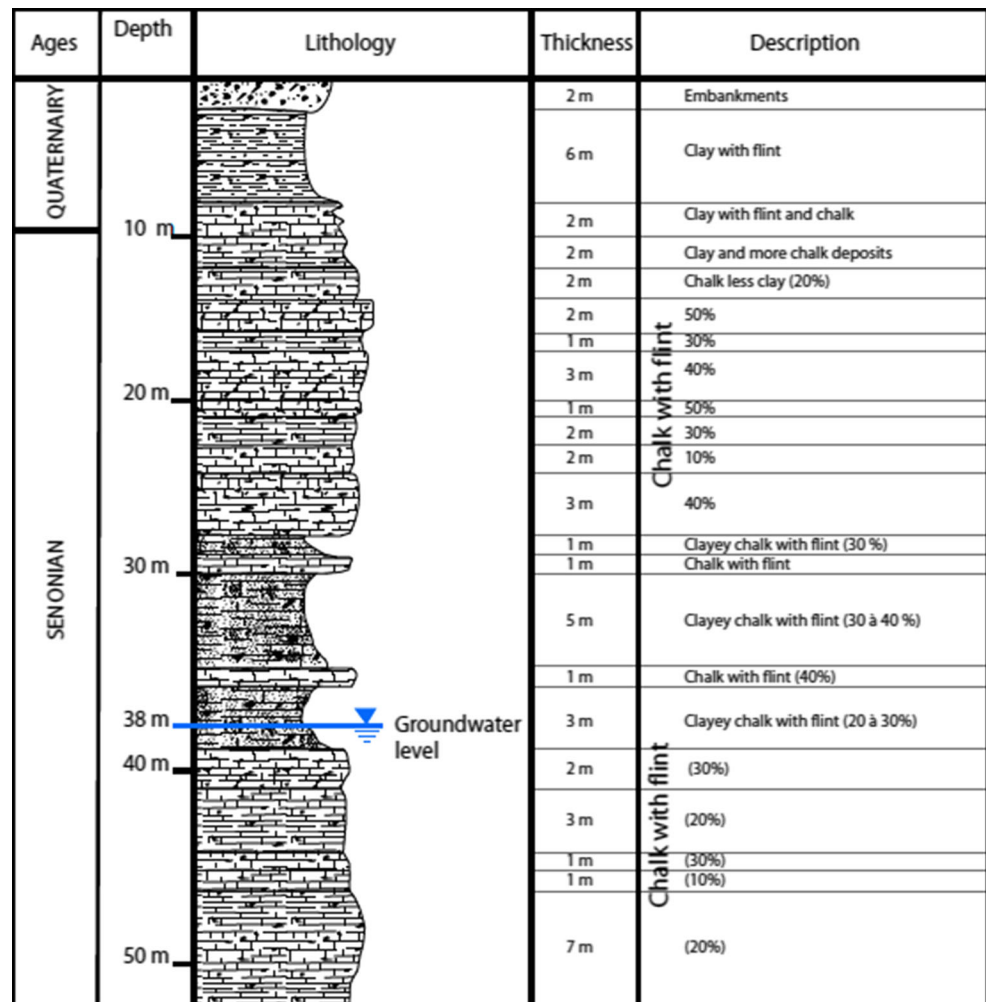 Ages
Depth
Lithology
Thickness
Description
QUATERNAIRY
SENONIAN
10 m
20 m
30 m
38 m
40 m
50 m
Groundwater
level
2 m
Embankments
6 m
Clay with flint
2 m
Clay with flint and chalk
2 m
Clay and more chalk deposits
2 m
Chalk less clay (20%)
Chalk with flint
2 m
50%
1 m
30%
3 m
40%
1 m
50%
2 m
30%
2 m
10%
3 m
40%
1 m
Clayey chalk with flint (30 %)
1 m
Chalk with flint
5 m
Clayey chalk with flint (30 à 40 %)
1 m
Chalk with flint (40%)
3 m
Clayey chalk with flint (20 à 30%)
Chalk with flint
2 m
(30%)
3 m
(20%)
1 m
(30%)
1 m
(10%)
7 m
(20%)